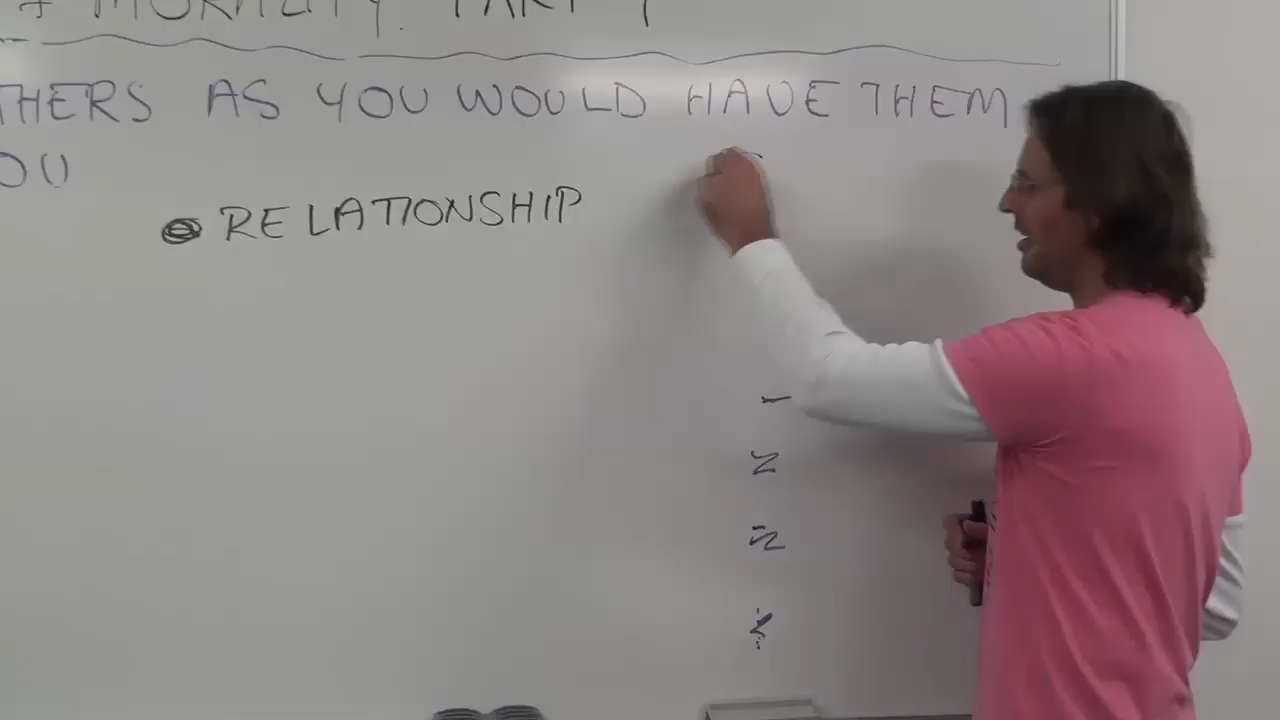 MORALITY. PART 1
THERS AS YOU WOULD HAVE THEM
OU
RELATIONSHIP